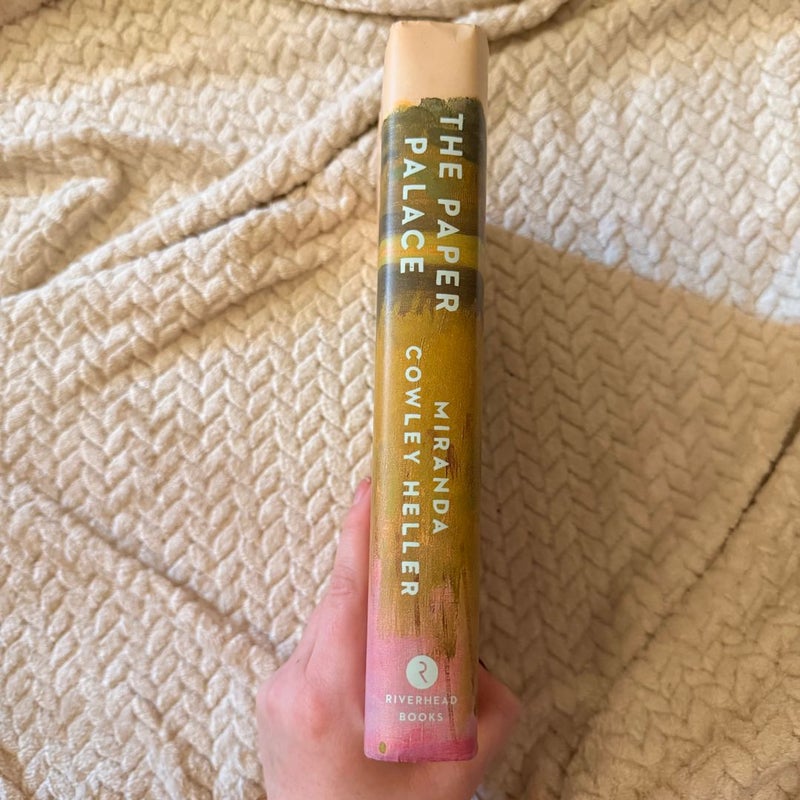 THE PAPER
PALACE
MIRANDA
COWLEY HELLER
R
RIVERHEAD
BOOKS